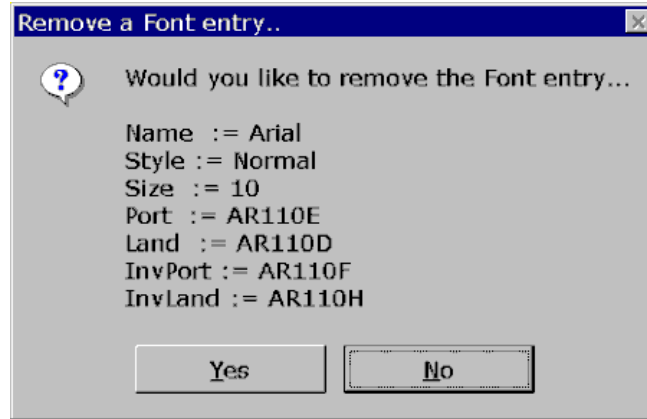 Remove a Font entry..
Would you like to remove the Font entry...
Name := Arial
Style := Normal
Size := 10
Port := AR110E
Land := AR110D
InvPort := AR110F
InvLand := AR110H
Yes No